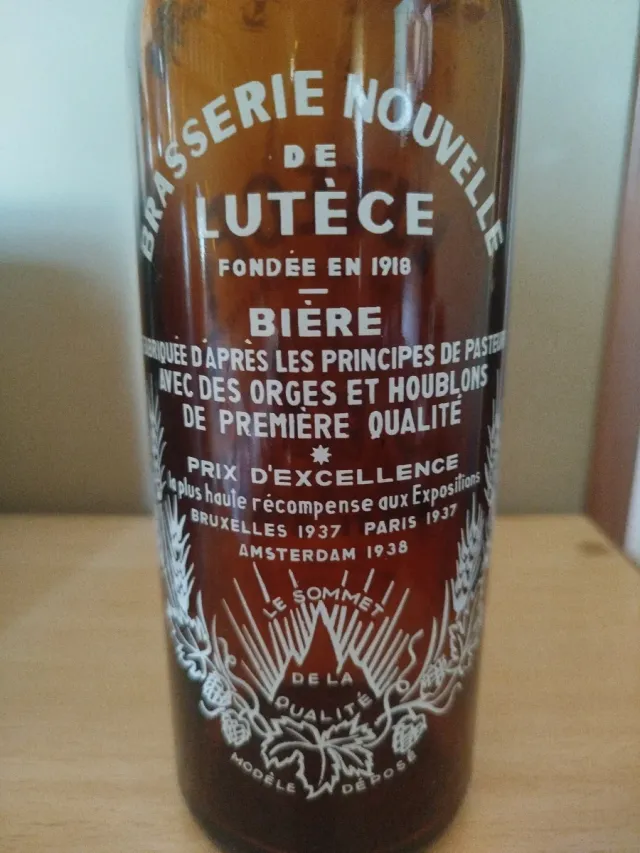 BRASSERIE NOUVELLE
DE
LUTÈCE
FONDÉE EN 1918
BIÈRE
FABRIQUÉE D'APRÈS LES PRINCIPES DE PASTEUR
AVEC DES ORGES ET HOUBLONS
DE PREMIÈRE QUALITÉ
PRIX D'EXCELLENCE
la plus haute récompense aux Expositions
BRUXELLES 1937 PARIS 1937
AMSTERDAM 1938
LE SOMMET
DE LA
QUALITÉ
MODÈLE DÉPOSÉ